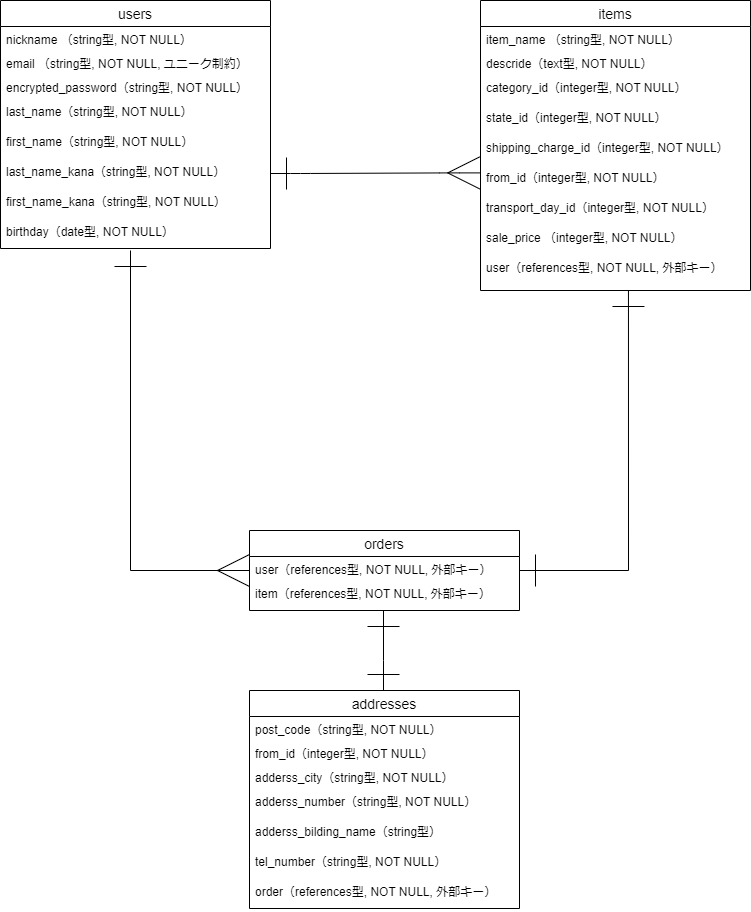 users
nickname （string型, NOT NULL）
email （string型, NOT NULL, ユニーク制約）
encrypted_password（string型, NOT NULL）
last_name（string型, NOT NULL）
first_name（string型, NOT NULL）
last_name_kana（string型, NOT NULL）
first_name_kana（string型, NOT NULL）
birthday（date型, NOT NULL）
items
item_name （string型, NOT NULL）
descride（text型, NOT NULL）
category_id（integer型, NOT NULL）
state_id（integer型, NOT NULL）
shipping_charge_id（integer型, NOT NULL）
from_id（integer型, NOT NULL）
transport_day_id（integer型, NOT NULL）
sale_price （integer型, NOT NULL）
user（references型, NOT NULL, 外部キー）
orders
user（references型, NOT NULL, 外部キー）
item（references型, NOT NULL, 外部キー）
addresses
post_code（string型, NOT NULL）
from_id（integer型, NOT NULL）
adderss_city（string型, NOT NULL）
adderss_number（string型, NOT NULL）
adderss_bilding_name（string型）
tel_number（string型, NOT NULL）
order（references型, NOT NULL, 外部キー）